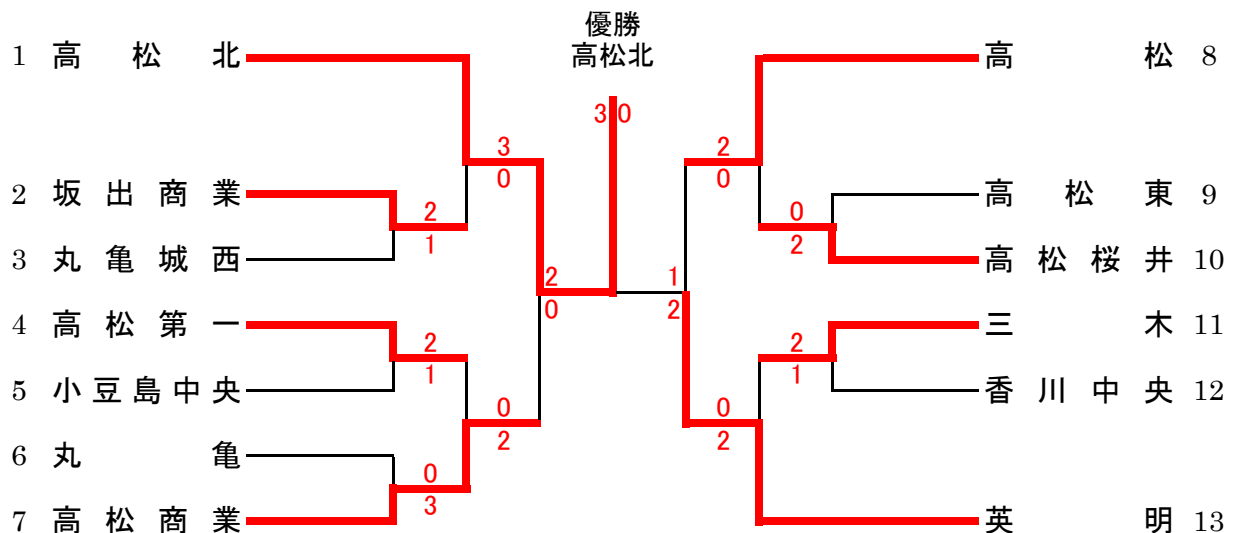 優勝
高松北
1 高松北
高松 8
3 0
3
0
2
0
2 坂出商業
高松東 9
2
1
0
2
3 丸亀城西
高松桜井 10
2
0
1
2
4 高松第一
三木 11
2
1
2
1
5 小豆島中央
香川中央 12
0
2
0
2
6 丸亀
0
3
7 高松商業
英明 13